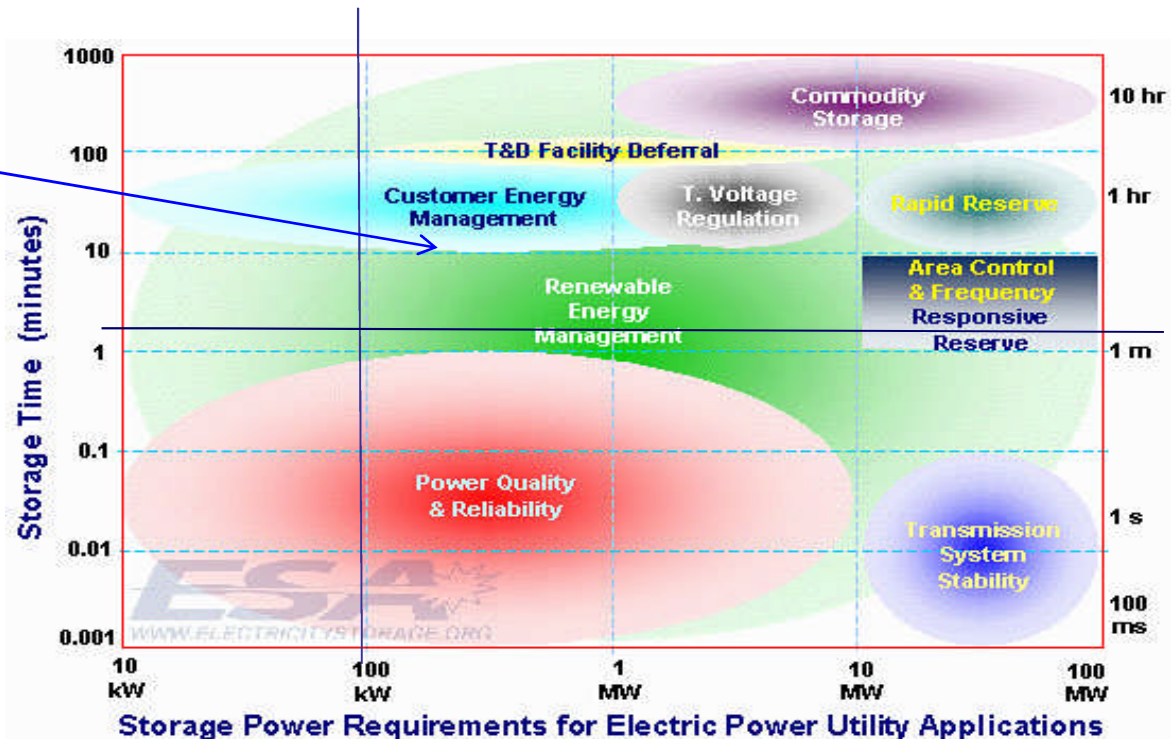 1000
100
10
1
0.1
0.01
0.001
Storage Time (minutes)
Commodity
Storage
T&D Facility Deferral
Customer Energy
Management
T. Voltage
Regulation
Rapid Reserve
Renewable
Energy
Management
Area Control
& Frequency
Responsive
Reserve
Power Quality
& Reliability
Transmission
System
Stability
ESA
WWW.ELECTRICITYSTORAGE.ORG
10 hr
1 hr
1 m
1 s
100
ms
10
kW
100
kW
1
MW
10
MW
100
MW
Storage Power Requirements for Electric Power Utility Applications